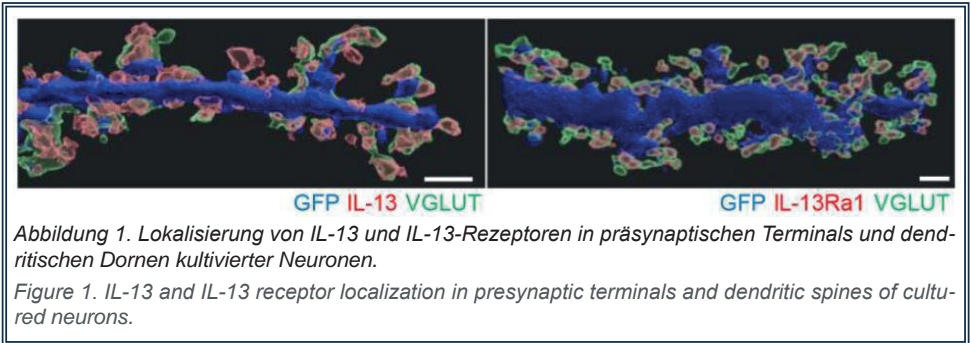 GFP IL-13 VGLUT
GFP IL-13Ra1 VGLUT
Abbildung 1. Lokalisierung von IL-13 und IL-13-Rezeptoren in präsynaptischen Terminals und dend-
ritischen Dornen kultivierter Neuronen.
Figure 1. IL-13 and IL-13 receptor localization in presynaptic terminals and dendritic spines of cultu-
red neurons.